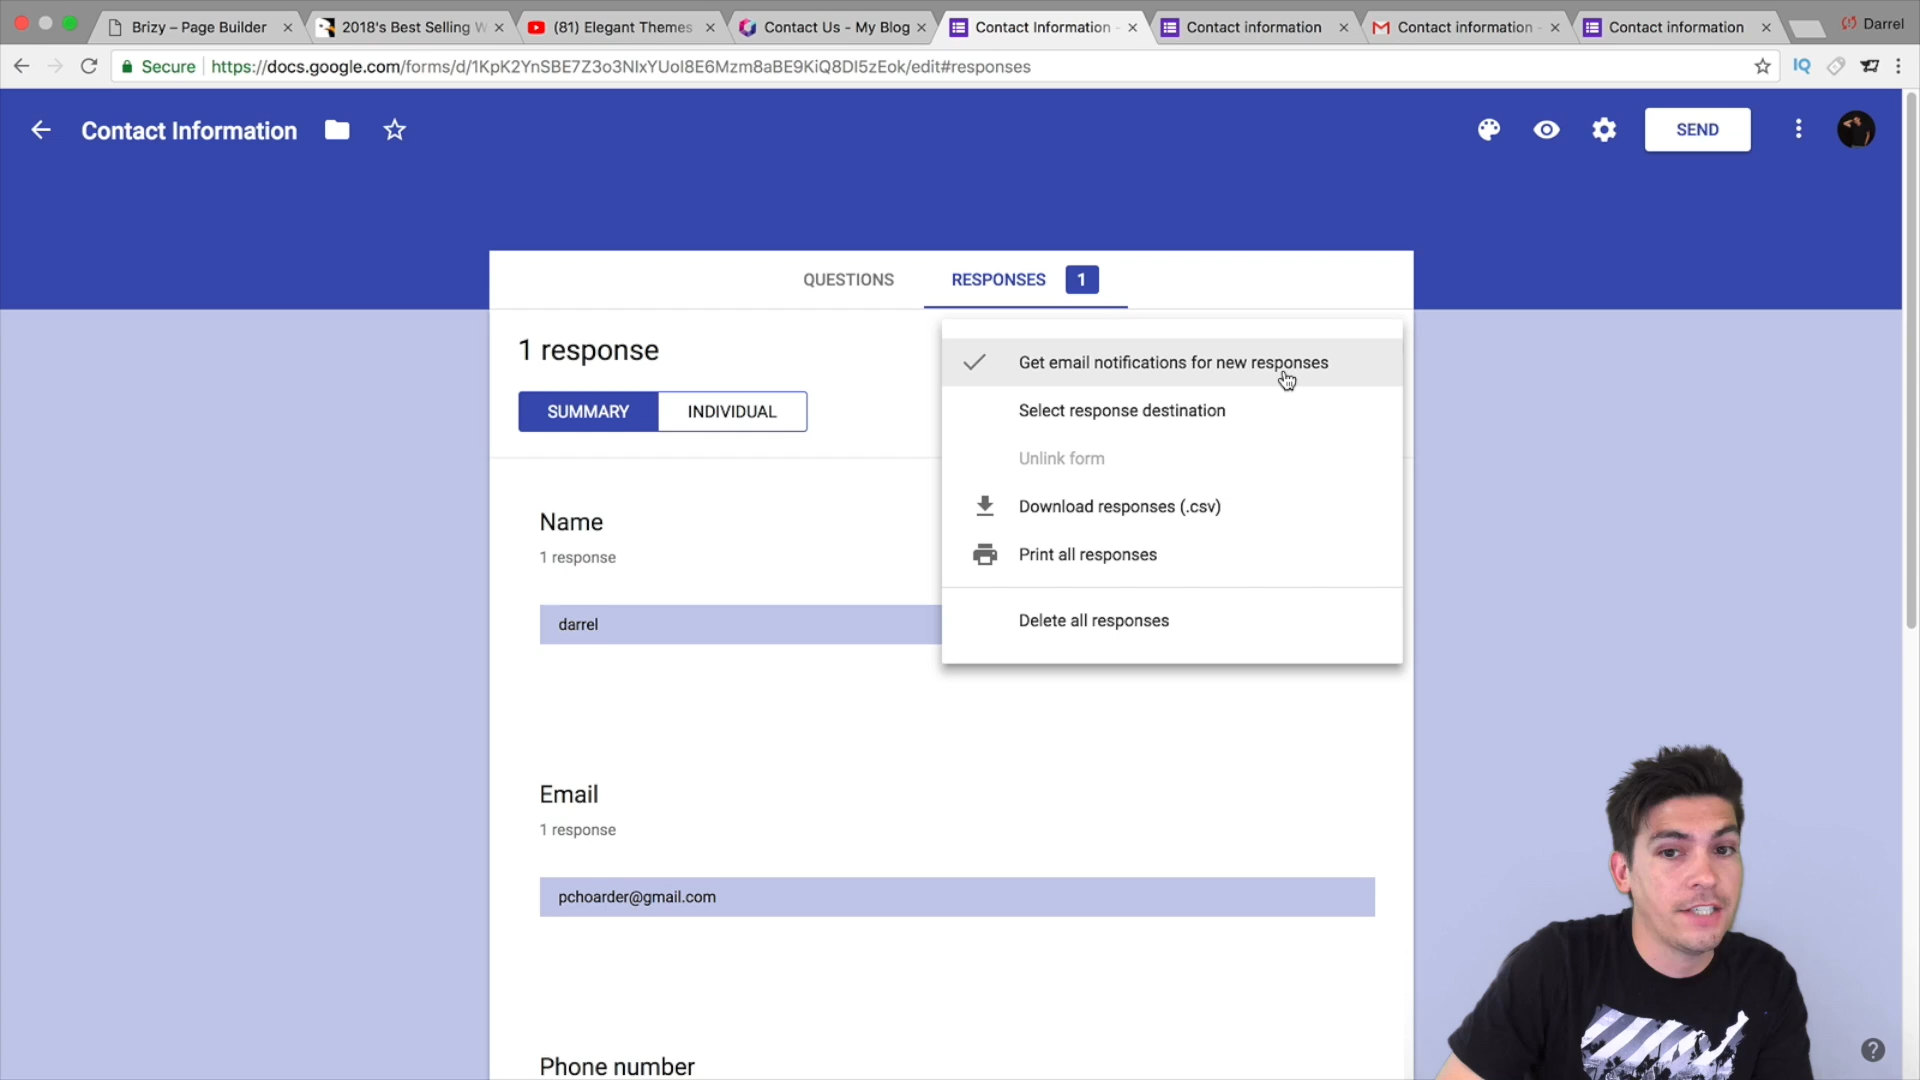 Brizy – Page Builder
2018's Best Selling W
(81) Elegant Themes
Contact Us - My Blog
Contact Information -
Contact information
Contact information -
Contact information
Darrel
Secure
https://docs.google.com/forms/d/1KpK2YnSBE7Z3o3NlxYUoI8E6Mzm8aBE9KiQ8DI5zEok/edit#responses
IQ
Contact Information
SEND
QUESTIONS
RESPONSES 1
1 response
SUMMARY
INDIVIDUAL
Get email notifications for new responses
Select response destination
Unlink form
Download responses (.csv)
Print all responses
Delete all responses
Name
1 response
darrel
Email
1 response
pchoarder@gmail.com
Phone number